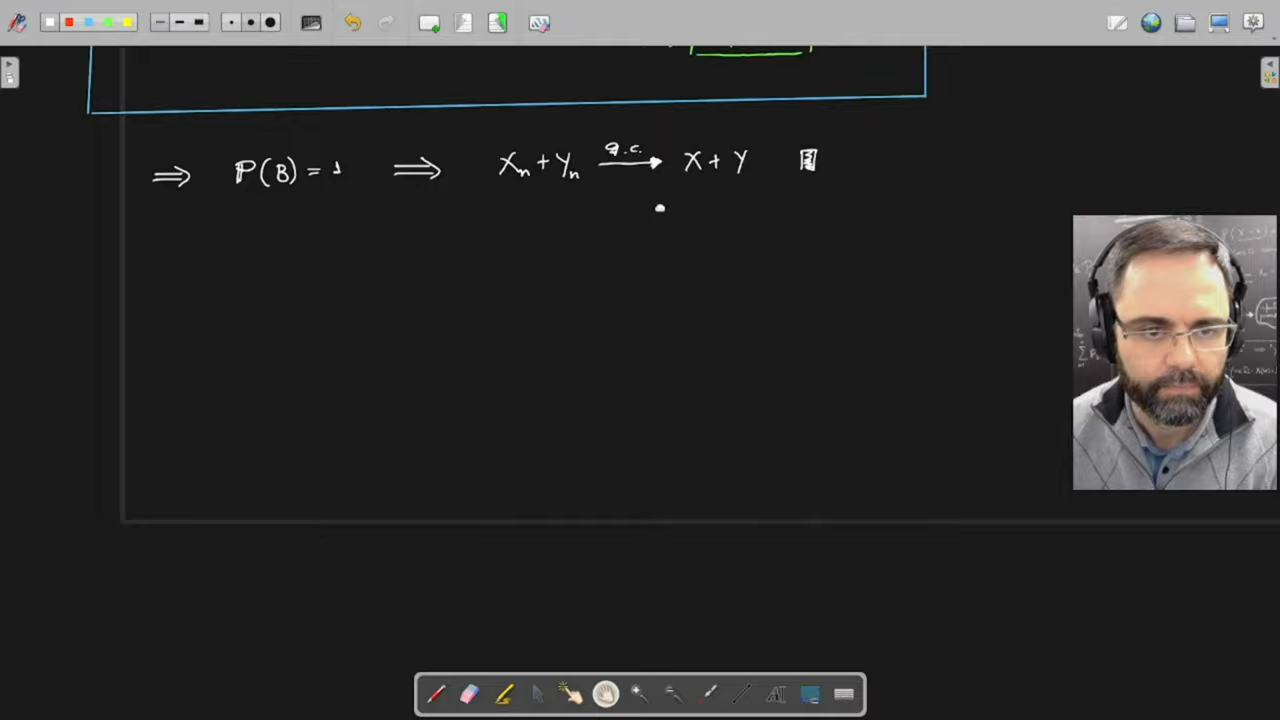 ⟹ ℙ(B) = 1 ⟹ Xₙ + Yₙ →(q.c.) X + Y